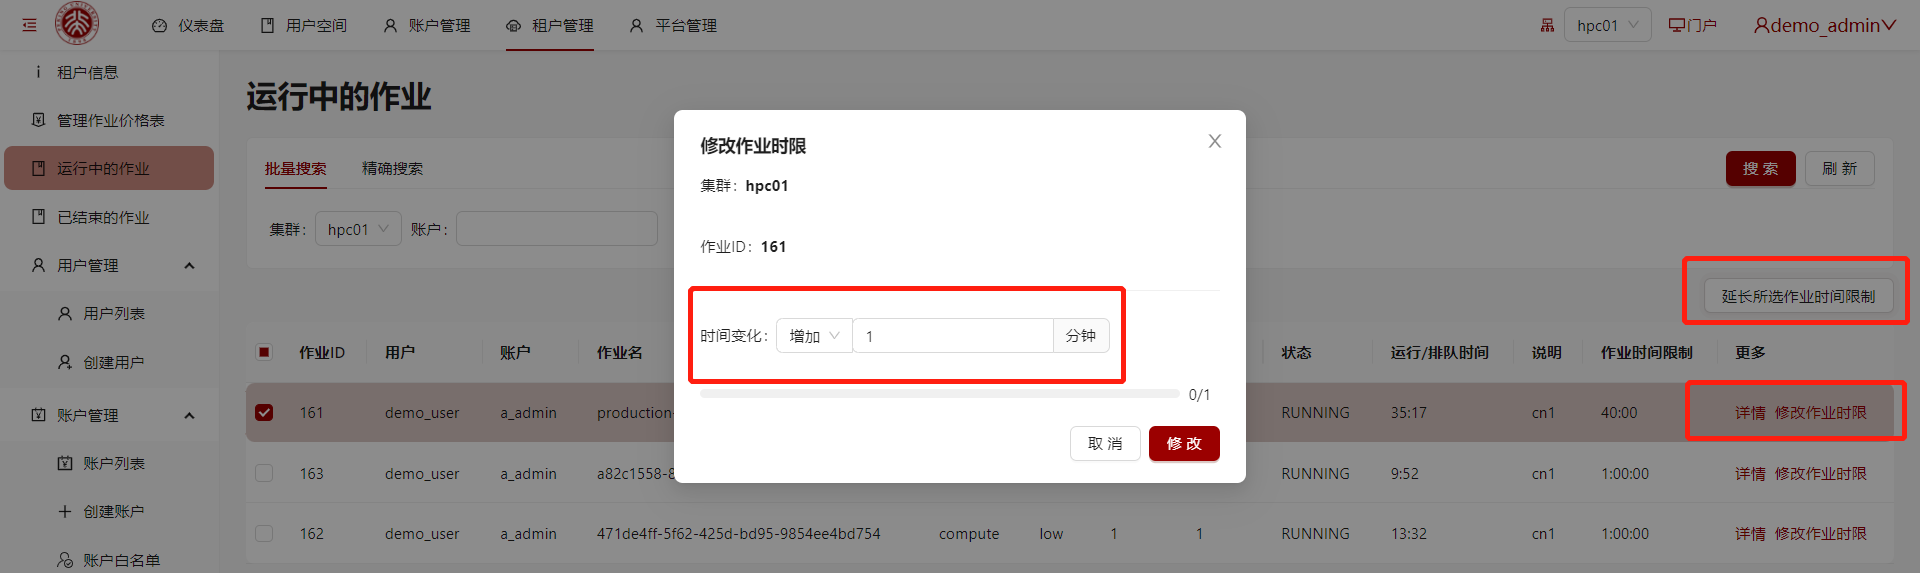 仪表盘 用户空间 账户管理 租户管理 平台管理 hpc01 门户 demo_admin
租户信息
管理作业价格表
运行中的作业
已结束的作业
用户管理
用户列表
创建用户
账户管理
账户列表
创建账户
账户白名单
运行中的作业
批量搜索 精确搜索 搜 索 刷 新
集群: hpc01 账户:
延长所选作业时间限制
作业ID 用户 账户 作业名 状态 运行/排队时间 说明 作业时间限制 更多
161 demo_user a_admin production- RUNNING 35:17 cn1 40:00 详情 修改作业时限
163 demo_user a_admin a82c1558-8 RUNNING 9:52 cn1 1:00:00 详情 修改作业时限
162 demo_user a_admin 471de4ff-5f62-425d-bd95-9854ee4bd754 compute low 1 1 RUNNING 13:32 cn1 1:00:00 详情 修改作业时限
修改作业时限
集群: hpc01
作业ID: 161
时间变化: 增加 1 分钟
0/1
取 消 修 改